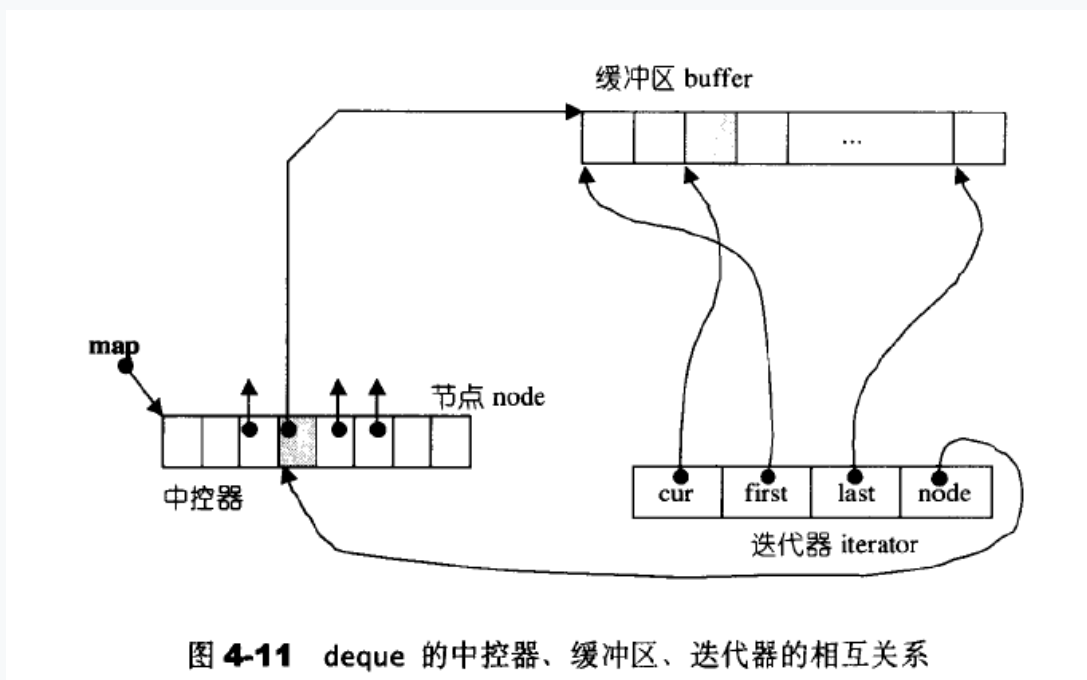 缓冲区 buffer
...
map
节点 node
中控器
cur first last node
迭代器 iterator
图 4-11 deque 的中控器、缓冲区、迭代器的相互关系